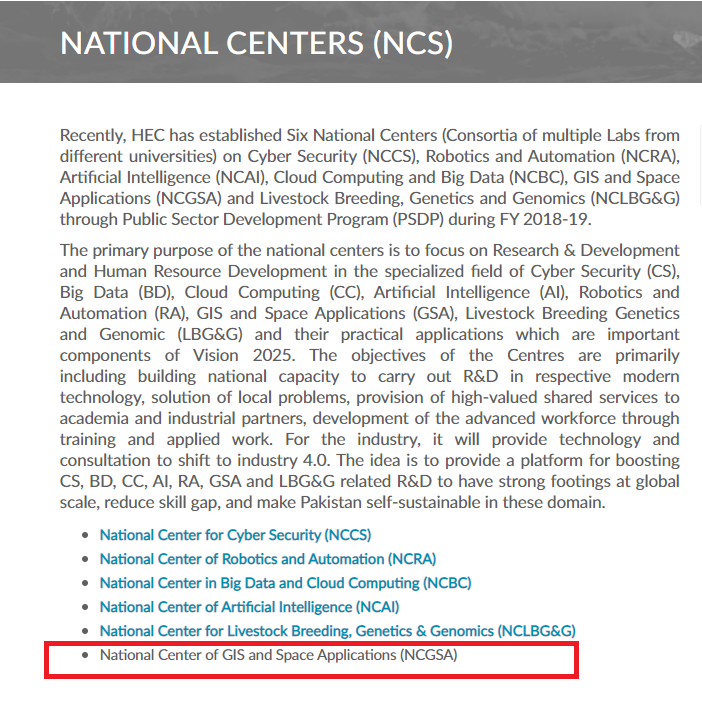 NATIONAL CENTERS (NCS)
Recently, HEC has established Six National Centers (Consortia of multiple Labs from
different universities) on Cyber Security (NCCS), Robotics and Automation (NCRA),
Artificial Intelligence (NCAI), Cloud Computing and Big Data (NCBC), GIS and Space
Applications (NCGSA) and Livestock Breeding, Genetics and Genomics (NCLBG&G)
through Public Sector Development Program (PSDP) during FY 2018-19.
The primary purpose of the national centers is to focus on Research & Development
and Human Resource Development in the specialized field of Cyber Security (CS),
Big Data (BD), Cloud Computing (CC), Artificial Intelligence (AI), Robotics and
Automation (RA), GIS and Space Applications (GSA), Livestock Breeding Genetics
and Genomic (LBG&G) and their practical applications which are important
components of Vision 2025. The objectives of the Centres are primarily
including building national capacity to carry out R&D in respective modern
technology, solution of local problems, provision of high-valued shared services to
academia and industrial partners, development of the advanced workforce through
training and applied work. For the industry, it will provide technology and
consultation to shift to industry 4.0. The idea is to provide a platform for boosting
CS, BD, CC, AI, RA, GSA and LBG&G related R&D to have strong footings at global
scale, reduce skill gap, and make Pakistan self-sustainable in these domain.
• National Center for Cyber Security (NCCS)
• National Center of Robotics and Automation (NCRA)
• National Center in Big Data and Cloud Computing (NCBC)
• National Center of Artificial Intelligence (NCAI)
• National Center for Livestock Breeding, Genetics & Genomics (NCLBG&G)
• National Center of GIS and Space Applications (NCGSA)